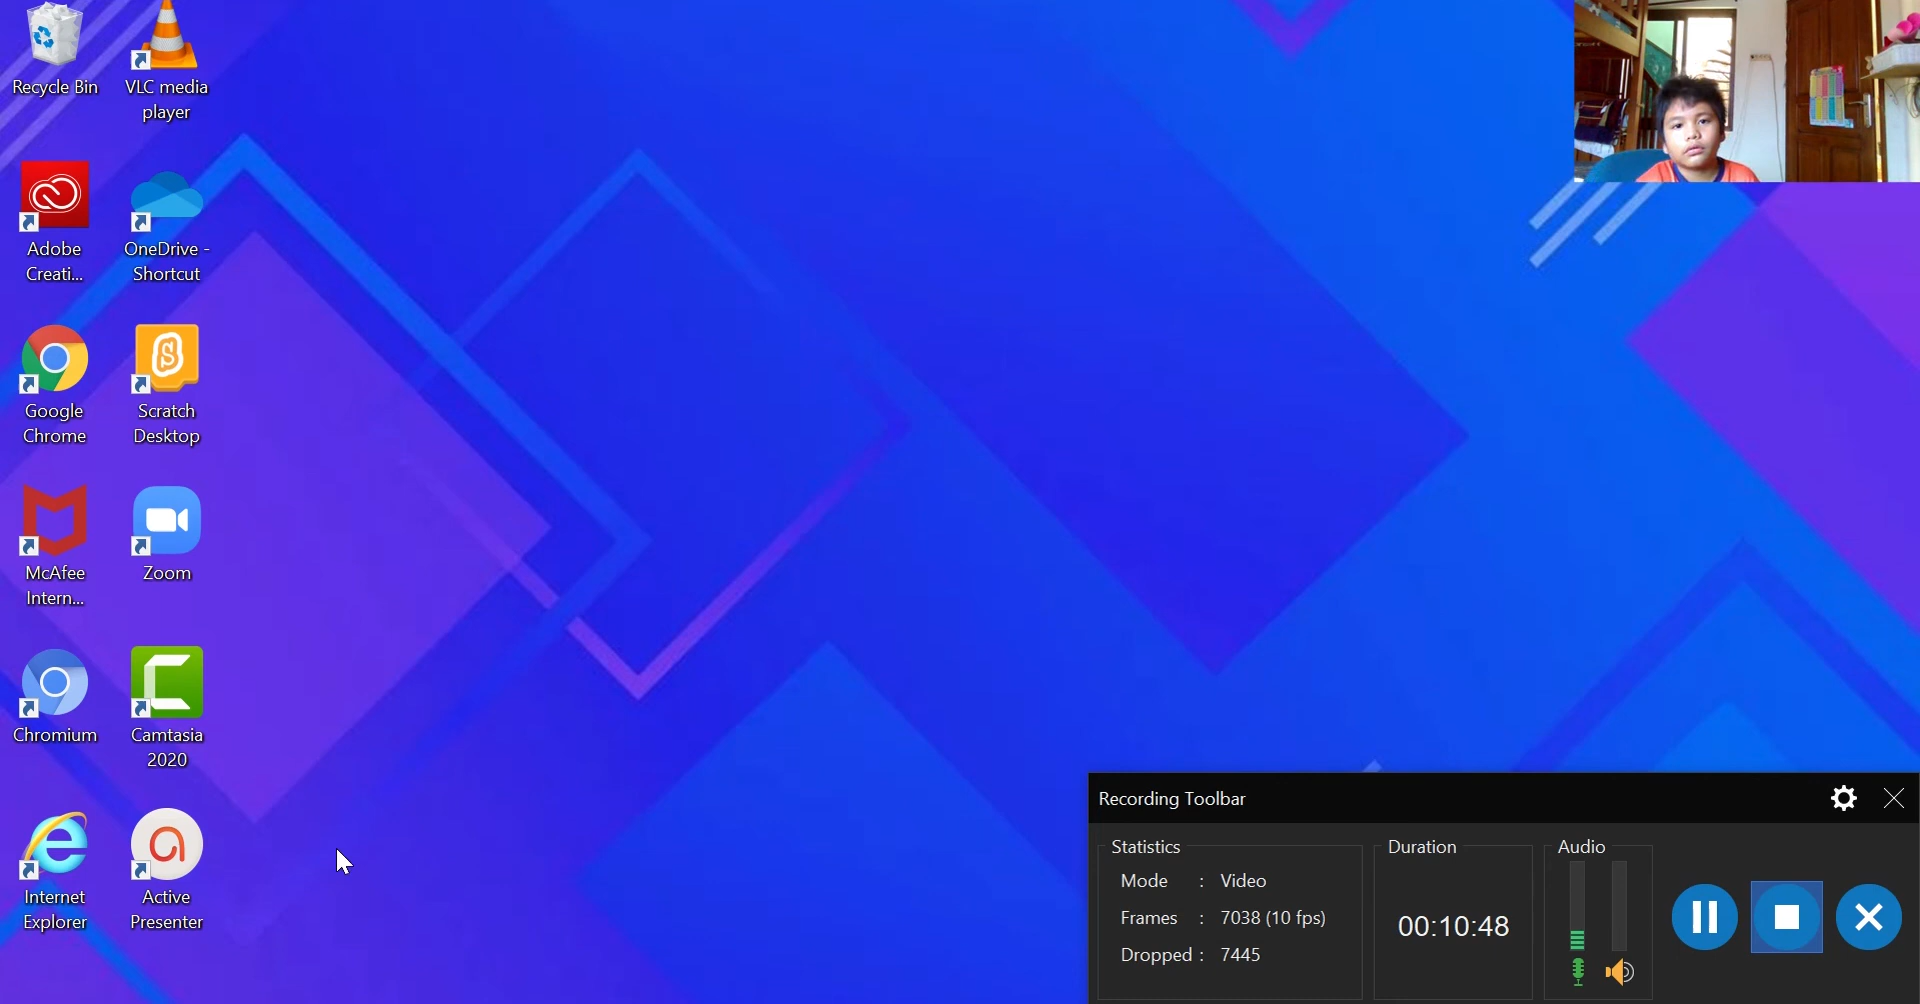 Recycle Bin
VLC media
player
Adobe
Creati...
OneDrive -
Shortcut
Google
Chrome
Scratch
Desktop
McAfee
Intern...
Zoom
Chromium
Camtasia
2020
Internet
Explorer
Active
Presenter
Recording Toolbar
Statistics
Mode : Video
Frames : 7038 (10 fps)
Dropped : 7445
Duration
00:10:48
Audio